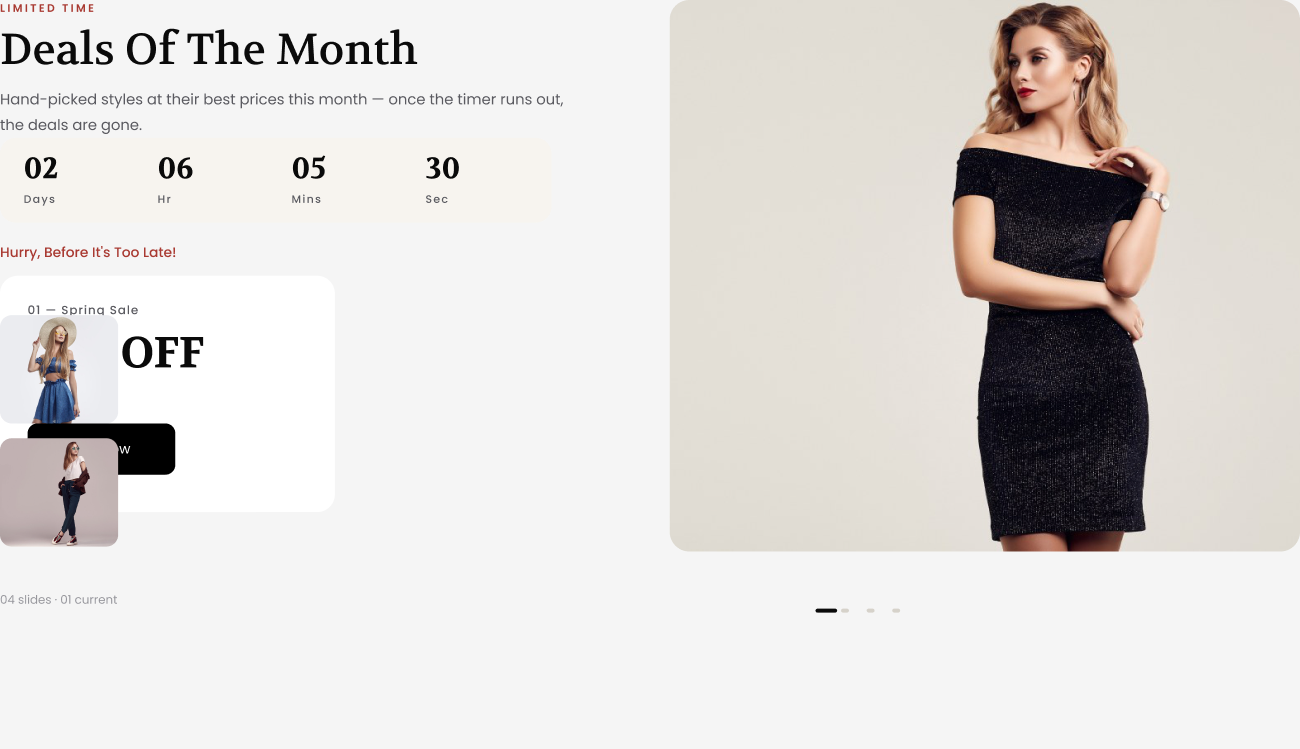 LIMITED TIME
Deals Of The Month
Hand-picked styles at their best prices this month — once the timer runs out,
the deals are gone.
02 06 05 30
Days Hr Mins Sec
Hurry, Before It's Too Late!
01 — Spring Sale
OFF
04 slides · 01 current